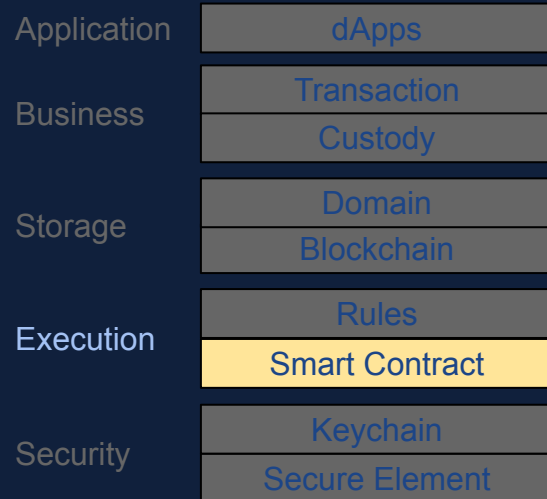 Application
dApps
Business
Transaction
Custody
Storage
Domain
Blockchain
Execution
Rules
Smart Contract
Security
Keychain
Secure Element